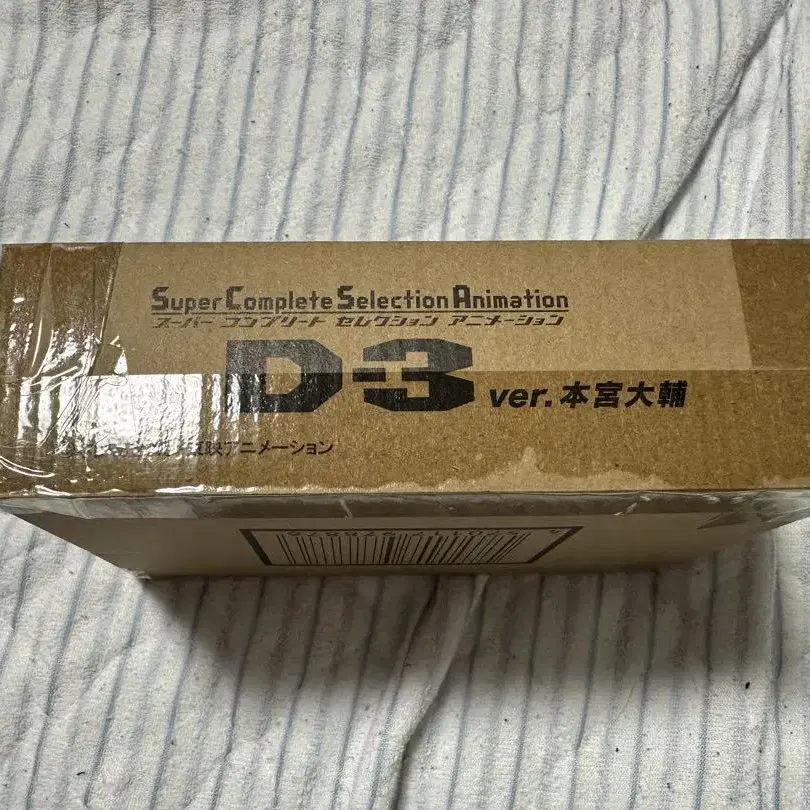 Super Complete Selection Animation
スーパー コンプリート セレクション アニメーション
D-3 ver.本宮大輔
東映アニメーション